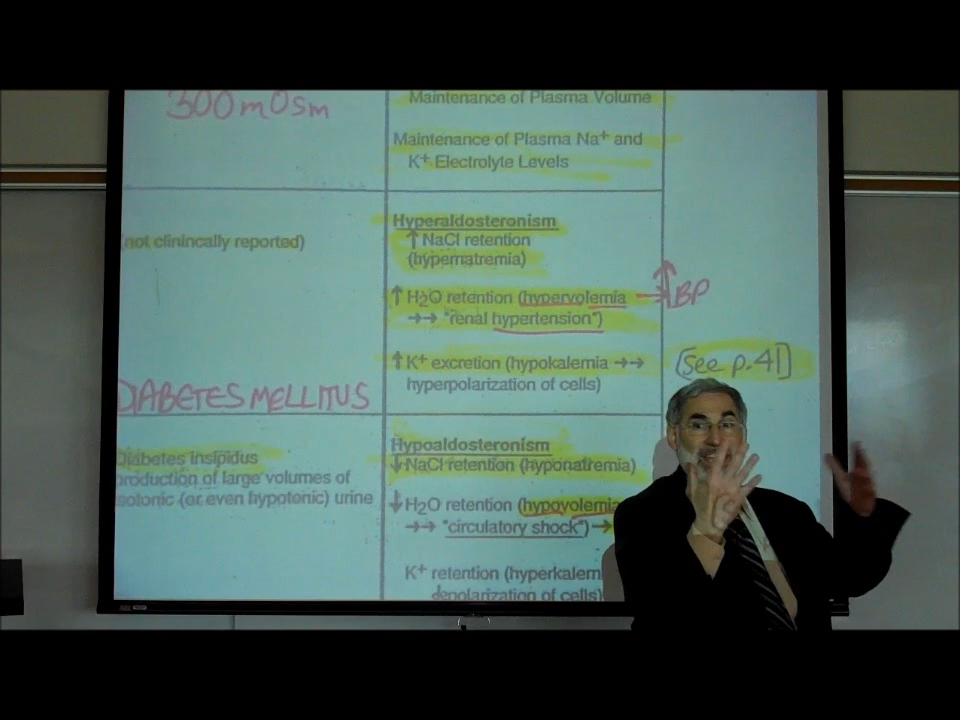 300 mOSm
Maintenance of Plasma Volume
Maintenance of Plasma Na+ and
K+ Electrolyte Levels
(not clinincally reported)
DIABETES MELLITUS
Hyperaldosteronism
↑ NaCl retention
(hypernatremia)
↑ H2O retention (hypervolemia → ↑ BP
→→ "renal hypertension")
↑ K+ excretion (hypokalemia →→
hyperpolarization of cells)
[see p. 41]
Diabetes insipidus
production of large volumes of
isotonic (or even hypotonic) urine
Hypoaldosteronism
↓ NaCl retention (hyponatremia)
↓ H2O retention (hypovolemia
→→ "circulatory shock") →
K+ retention (hyperkalem
depolarization of cells)